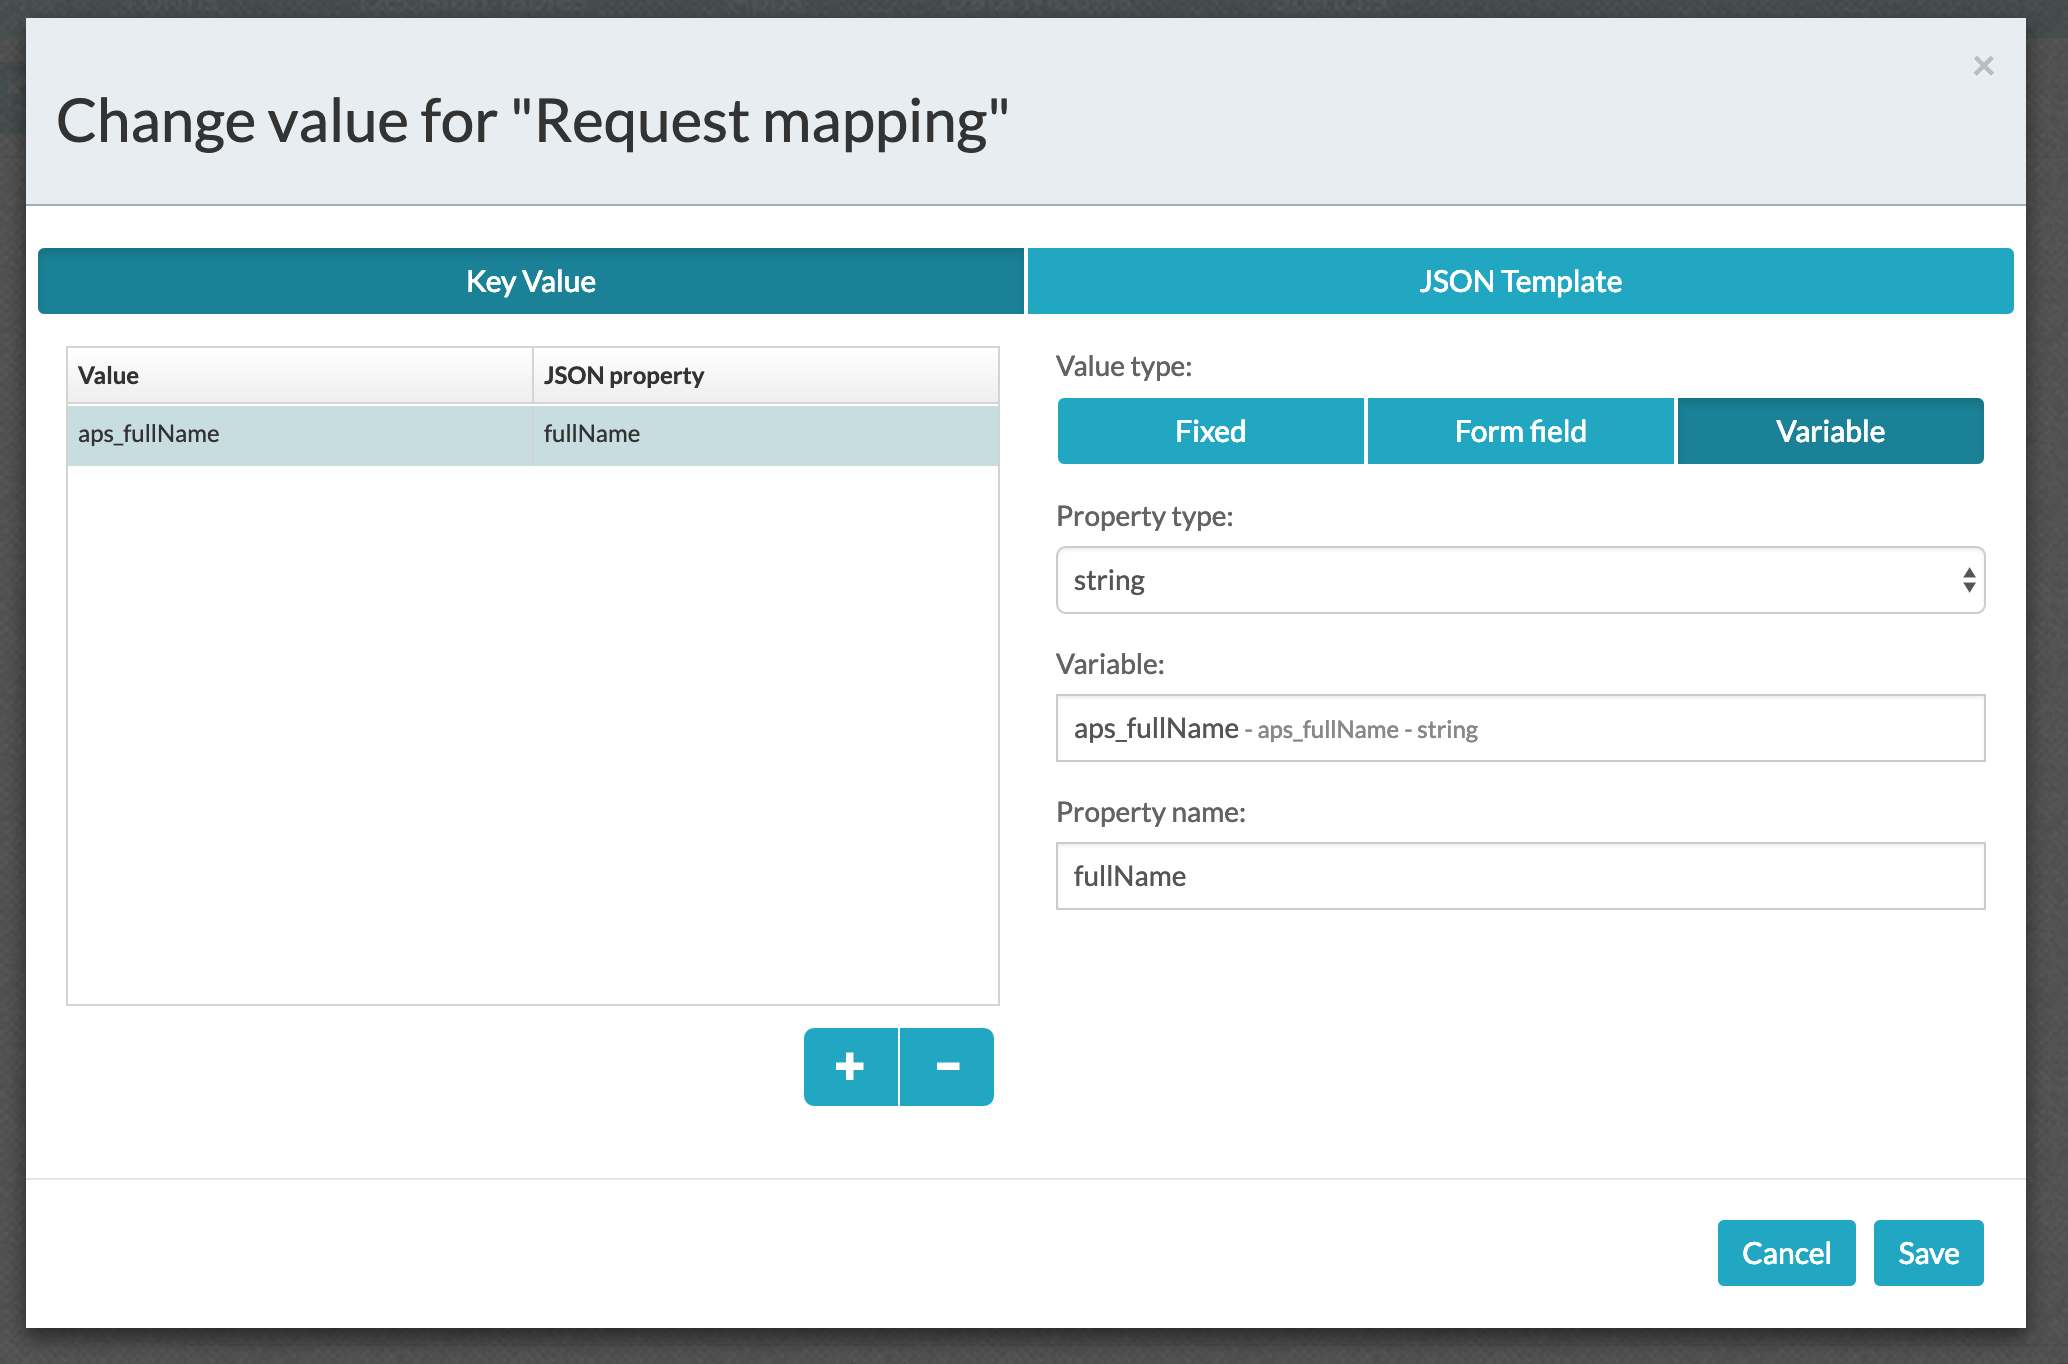 Change value for "Request mapping"
×
Key Value
JSON Template
Value
JSON property
aps_fullName
fullName
Value type:
Fixed
Form field
Variable
Property type:
string
Variable:
aps_fullName - aps_fullName - string
Property name:
fullName
Cancel
Save